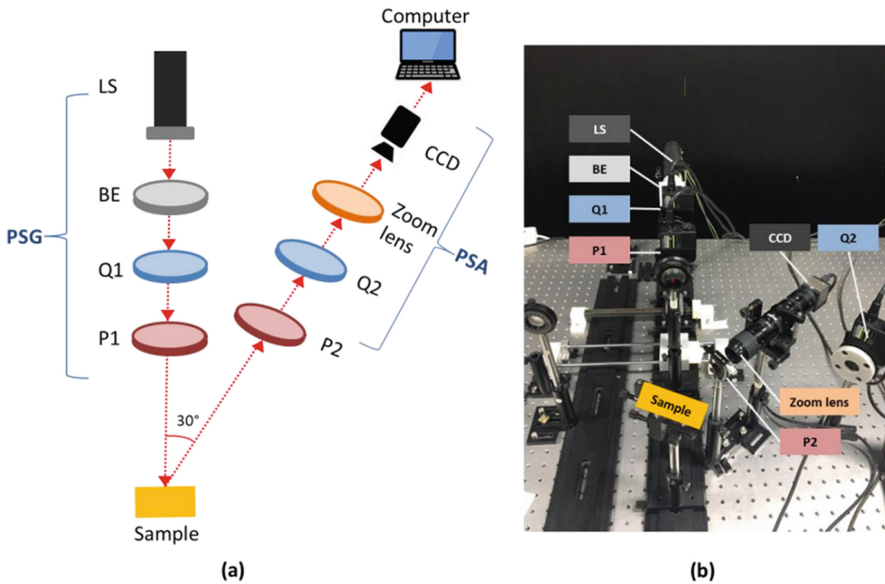 Computer
LS
CCD
BE
Zoom
lens
PSG
PSA
Q1
Q2
P1
P2
30°
Sample
(a)
LS
BE
Q1
CCD
Q2
P1
Sample
Zoom lens
P2
(b)